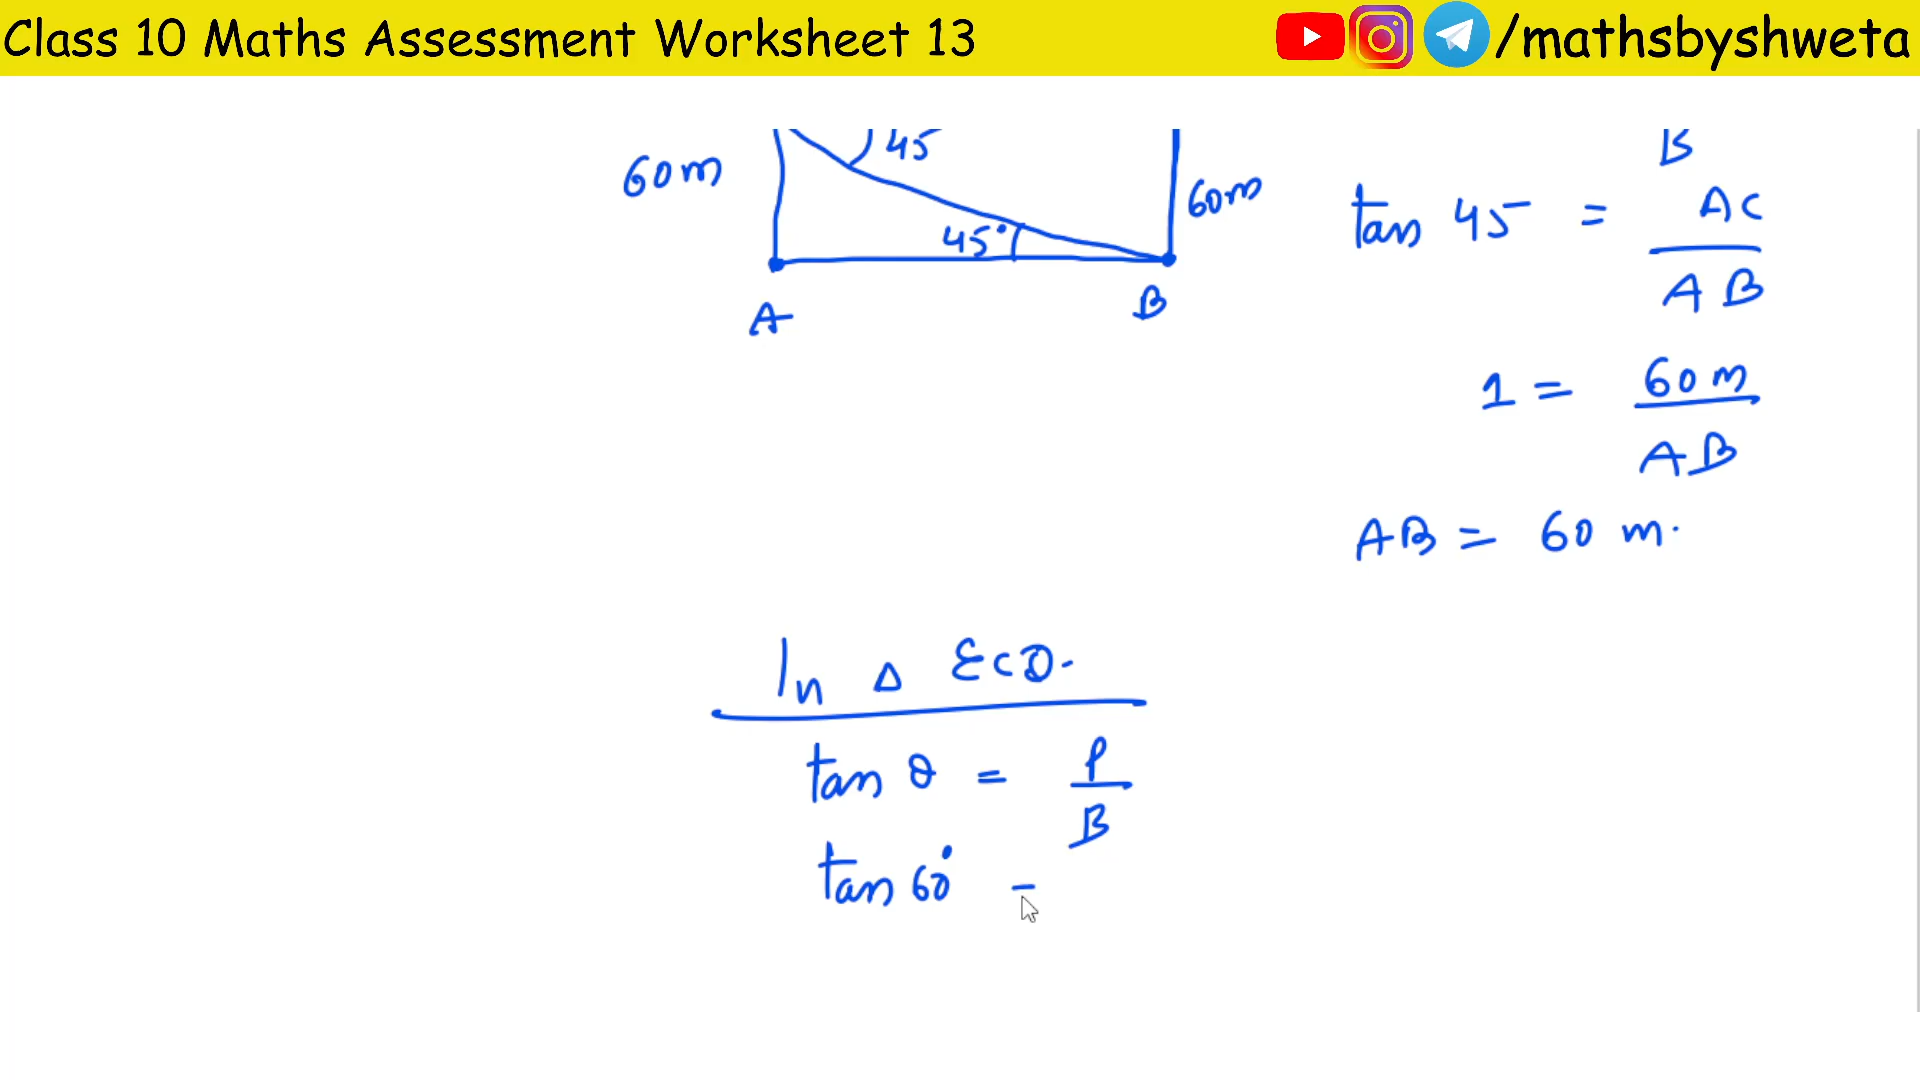 Class 10 Maths Assessment Worksheet 13
/mathsbyshweta
45
60m
60m
45°
A
B
B
tan 45 = AC
AB
1 = 60 m
AB
AB = 60 m.
In Δ ECD.
tan θ = P
B
tan 60° -